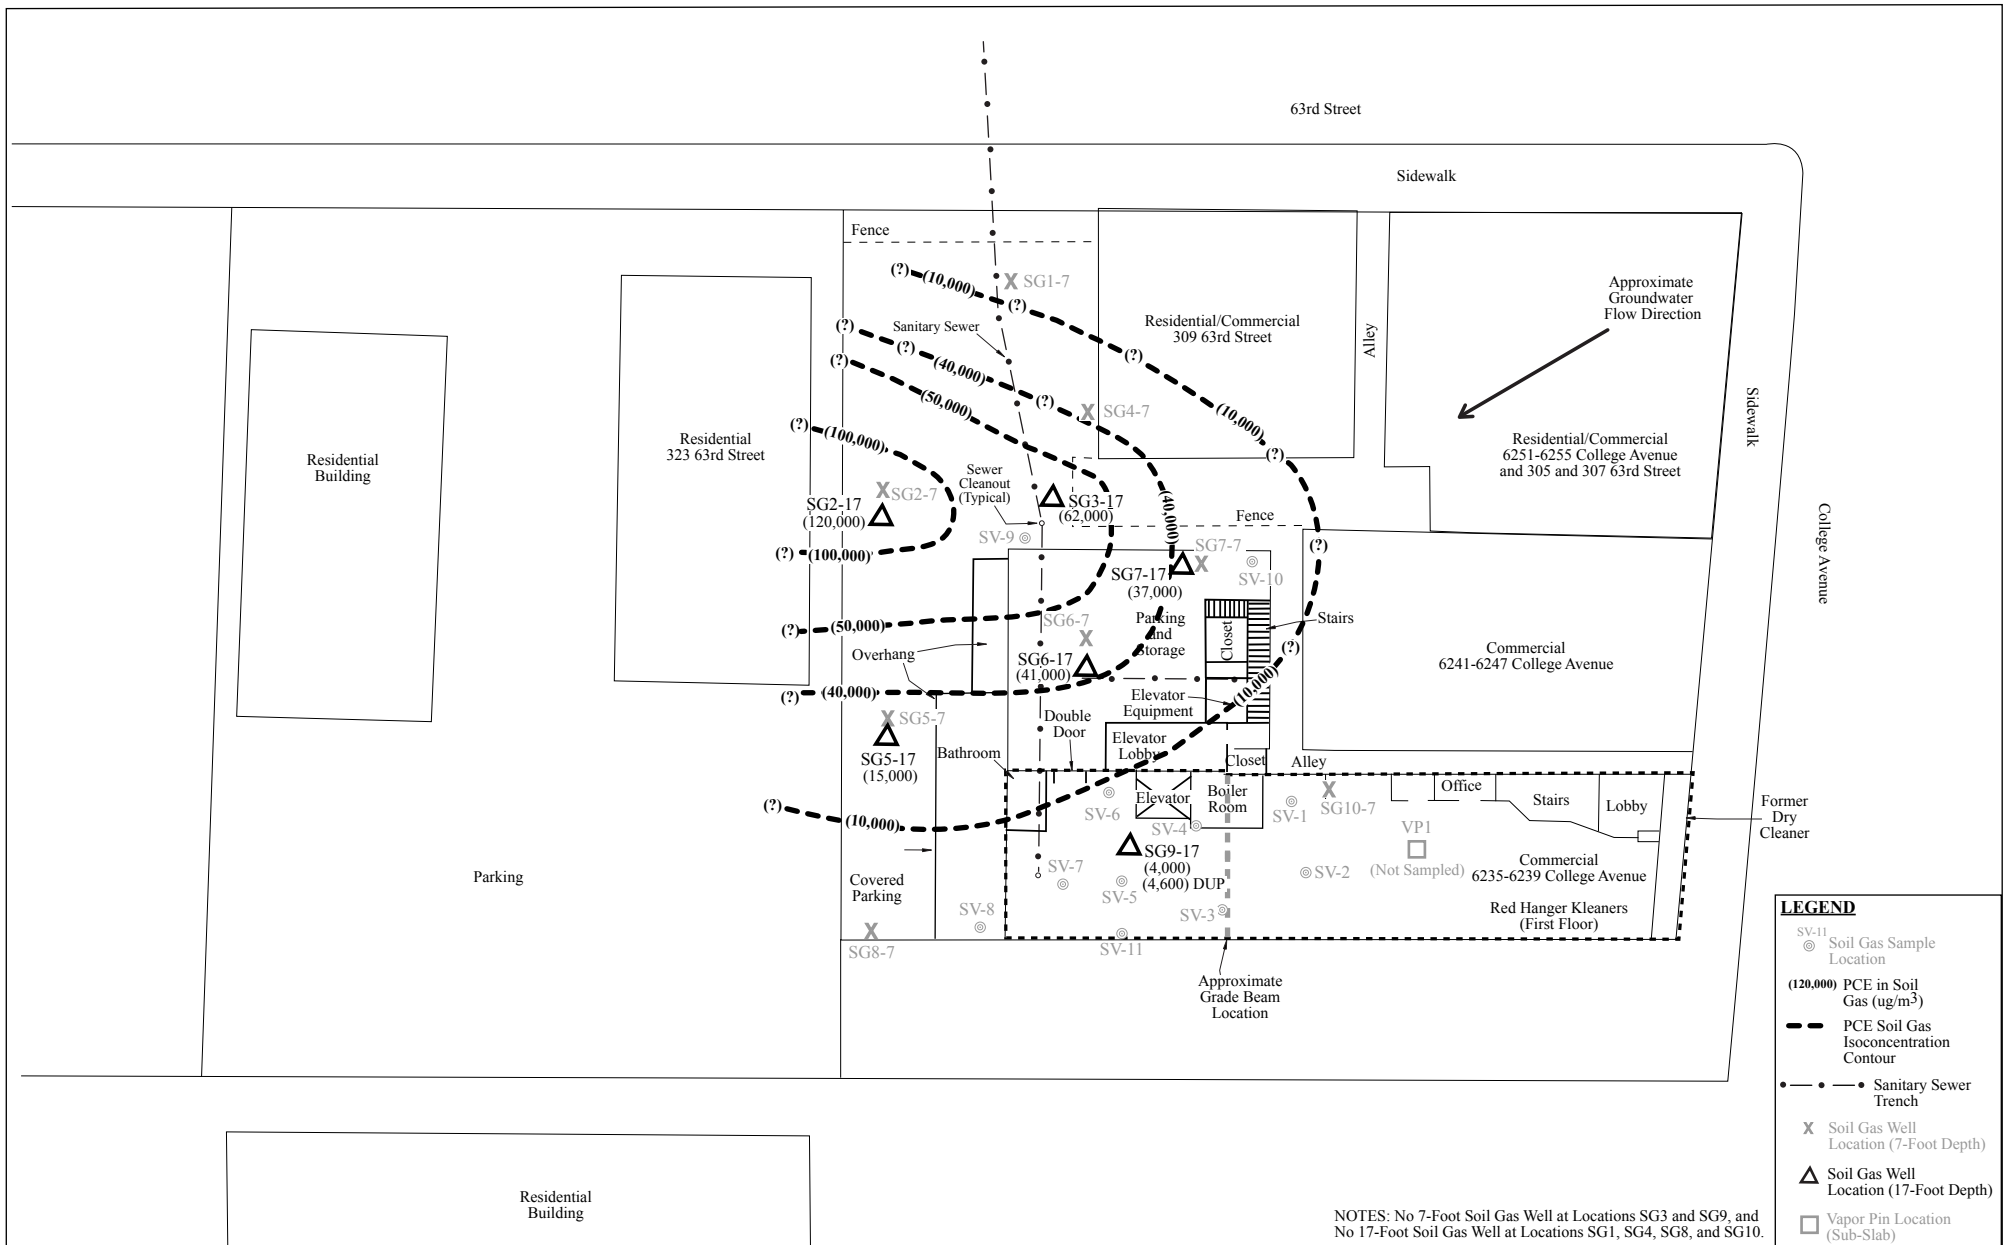 63rd Street
Sidewalk
Fence
(?)
(10,000)
SG1-7
(?)
Approximate
Groundwater
Flow Direction
Residential/Commercial
309 63rd Street
Alley
Sanitary Sewer
(?)
(?)
(?)
(?)
(40,000)
(50,000)
(?)
SG4-7
(10,000)
Sidewalk
(?)
(100,000)
(?)
Residential
323 63rd Street
Residential
Building
Residential/Commercial
6251-6255 College Avenue
and 305 and 307 63rd Street
Sewer
Cleanout
(Typical)
SG2-7
SG2-17
(120,000)
SG3-17
(62,000)
(40,000)
Fence
College Avenue
SV-9
(?)
(100,000)
SG7-7
(?)
SG7-17
(37,000)
SV-10
(?)
(50,000)
SG6-7
Parking
and
Storage
Closet
Stairs
(?)
Overhang
SG6-17
(41,000)
Commercial
6241-6247 College Avenue
(?)
(40,000)
(10,000)
Elevator
Equipment
SG5-7
Double
Door
SG5-17
(15,000)
Bathroom
Elevator
Lobby
Closet
Alley
(?)
(10,000)
SV-6
Elevator
Boiler
Room
SV-1
SG10-7
Office
Stairs
Lobby
Former
Dry
Cleaner
SV-4
VP1
(Not Sampled)
SG9-17
(4,000)
(4,600) DUP
SV-7
SV-5
SV-2
Commercial
6235-6239 College Avenue
Parking
Covered
Parking
SV-8
SV-3
Red Hanger Kleaners
(First Floor)
SG8-7
SV-11
Approximate
Grade Beam
Location
LEGEND
SV-11
Soil Gas Sample
Location
(120,000) PCE in Soil
Gas (ug/m3)
PCE Soil Gas
Isoconcentration
Contour
Sanitary Sewer
Trench
X Soil Gas Well
Location (7-Foot Depth)
Soil Gas Well
Location (17-Foot Depth)
Vapor Pin Location
(Sub-Slab)
Residential
Building
NOTES: No 7-Foot Soil Gas Well at Locations SG3 and SG9, and
No 17-Foot Soil Gas Well at Locations SG1, SG4, SG8, and SG10.